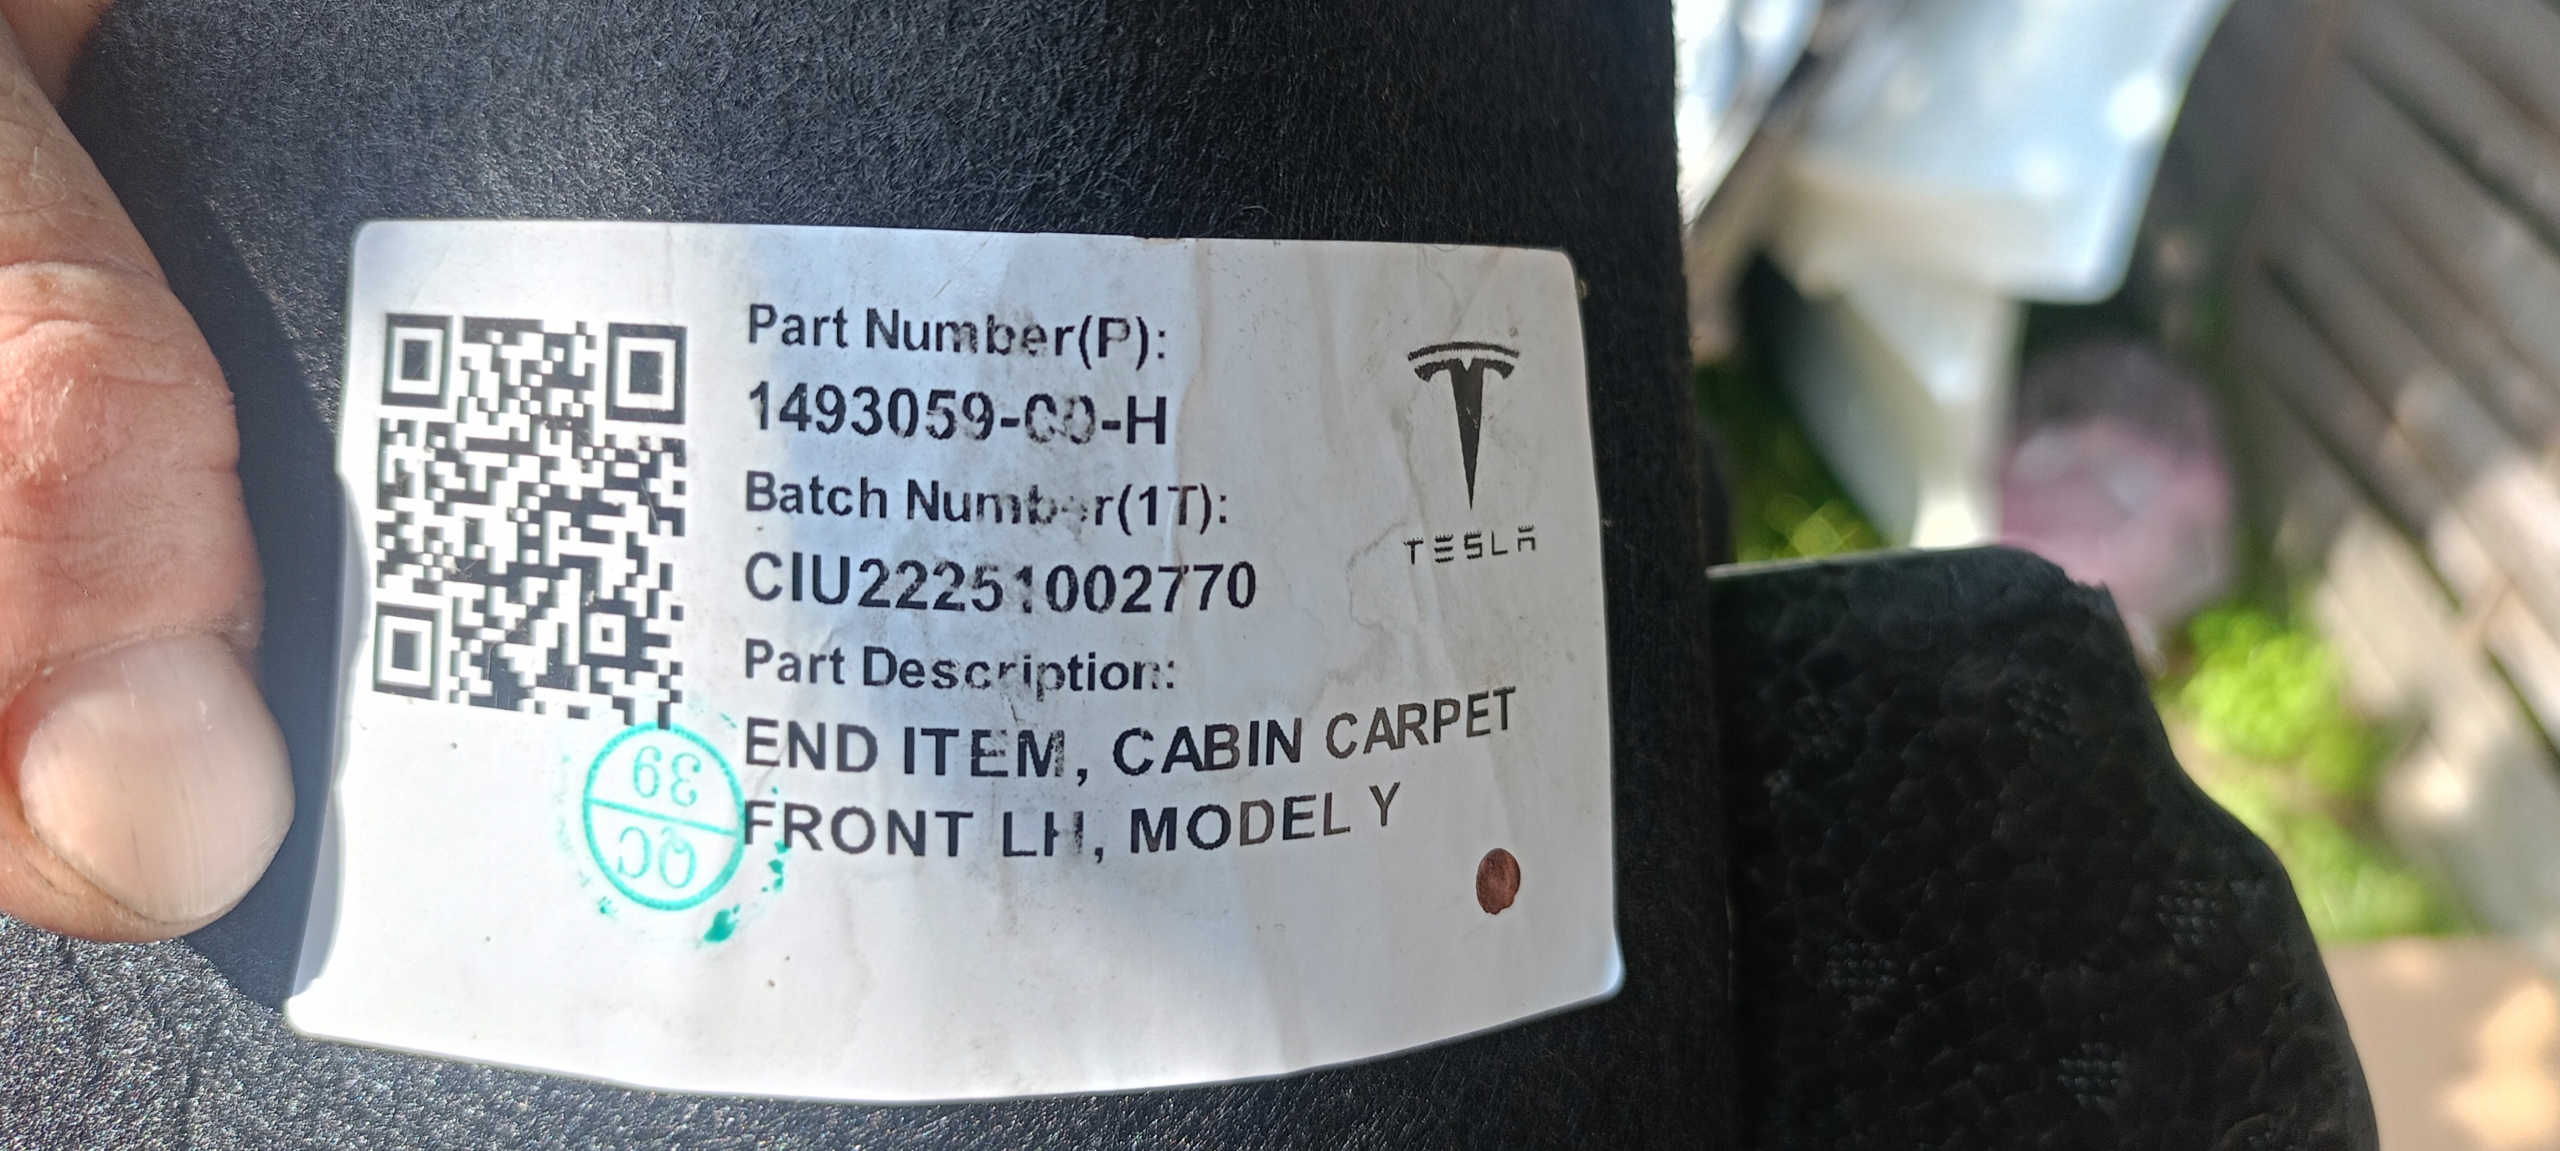 Part Number(P):
1493059-00-H
Batch Number(1T):
CIU22251002770
Part Description:
END ITEM, CABIN CARPET
FRONT LH, MODEL Y
TESLA
39
QC